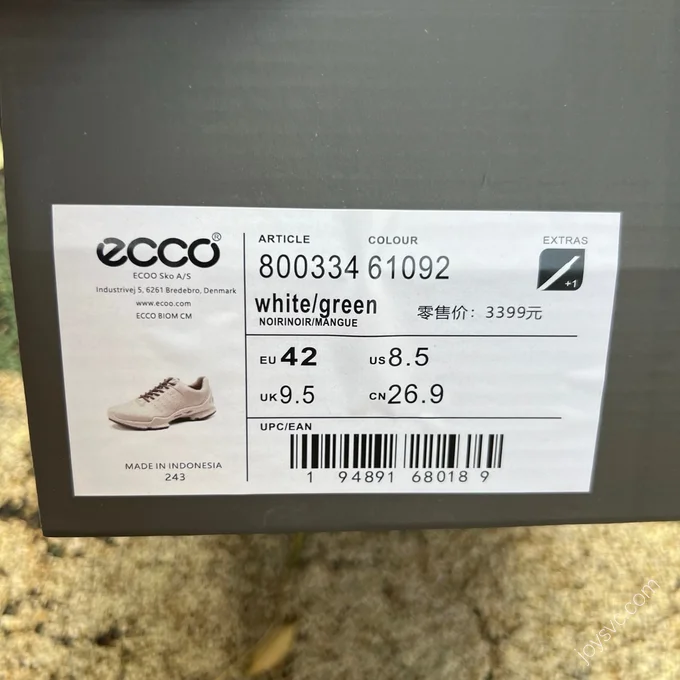 ecco®
ECOO Sko A/S
Industrivej 5, 6261 Bredebro, Denmark
www.ecoo.com
ECCO BIOM CM
MADE IN INDONESIA
243
ARTICLE COLOUR EXTRAS
800334 61092
+1
white/green 零售价：3399元
NOIRINOIR/MANGUE
EU 42 US 8.5
UK 9.5 CN 26.9
UPC/EAN
1 94891 68018 9
joysvc.com